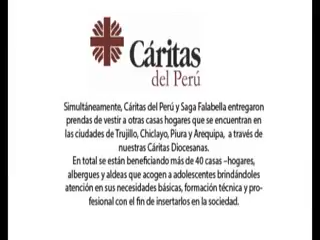 Cáritas
del Perú
Simultáneamente, Cáritas del Perú y Saga Falabella entregaron
prendas de vestir a otras casas hogares que se encuentran en
las ciudades de Trujillo, Chiclayo, Piura y Arequipa,  a través de
nuestras Cáritas Diocesanas.
En total se están beneficiando más de 40 casas –hogares,
albergues y aldeas que acogen a adolescentes brindándoles
atención en sus necesidades básicas, formación técnica y pro-
fesional con el fin de insertarlos en la sociedad.